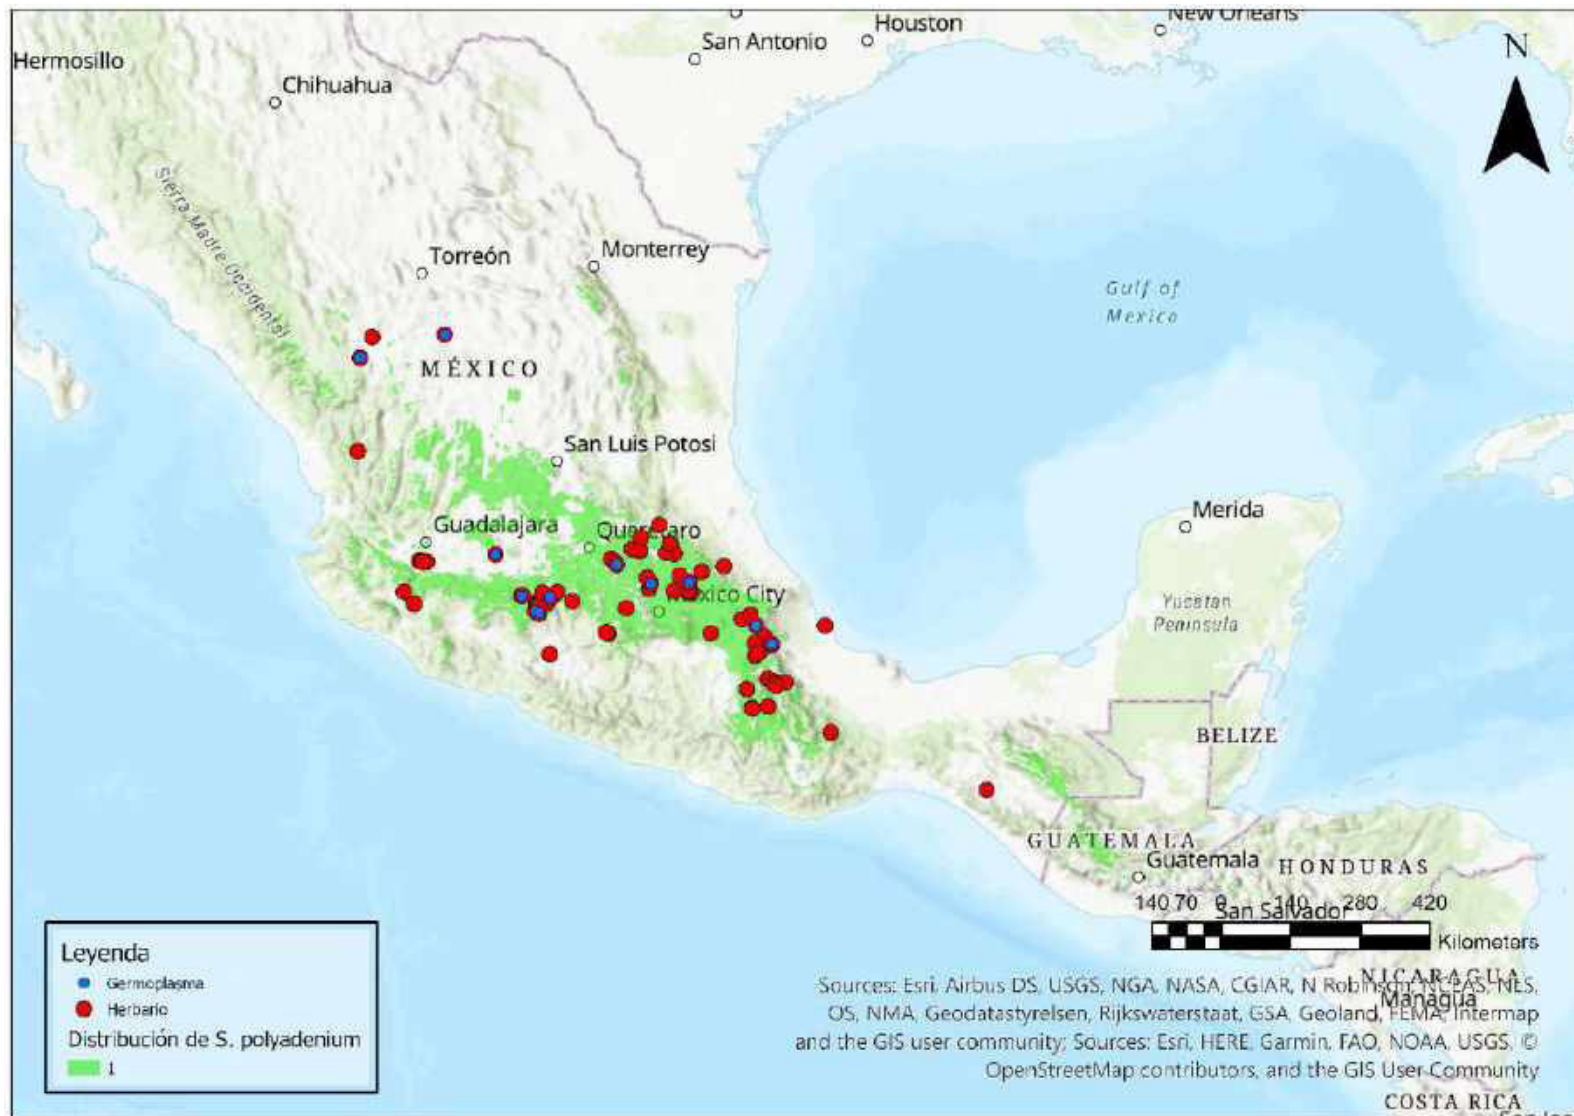 New Orleans
Houston
San Antonio
N
Hermosillo
Chihuahua
Sierra Madre Occidental
Torreón
Monterrey
Gulf of
Mexico
MÉXICO
San Luis Potosi
Guadalajara
Queretaro
Merida
Mexico City
Yucatan
Peninsula
BELIZE
GUATEMALA
Guatemala
HONDURAS
140 70 0 140 280 420
San Salvador
Kilometers
Leyenda
Germoplasma
Herbario
Distribución de S. polyadenium
1
NICARAGUA
Managua
Sources: Esri, Airbus DS, USGS, NGA, NASA, CGIAR, N Robinson, NCEAS, NLS,
OS, NMA, Geodatastyrelsen, Rijkswaterstaat, GSA, Geoland, FEMA, Intermap
and the GIS user community; Sources: Esri, HERE, Garmin, FAO, NOAA, USGS, ©
OpenStreetMap contributors, and the GIS User Community
COSTA RICA